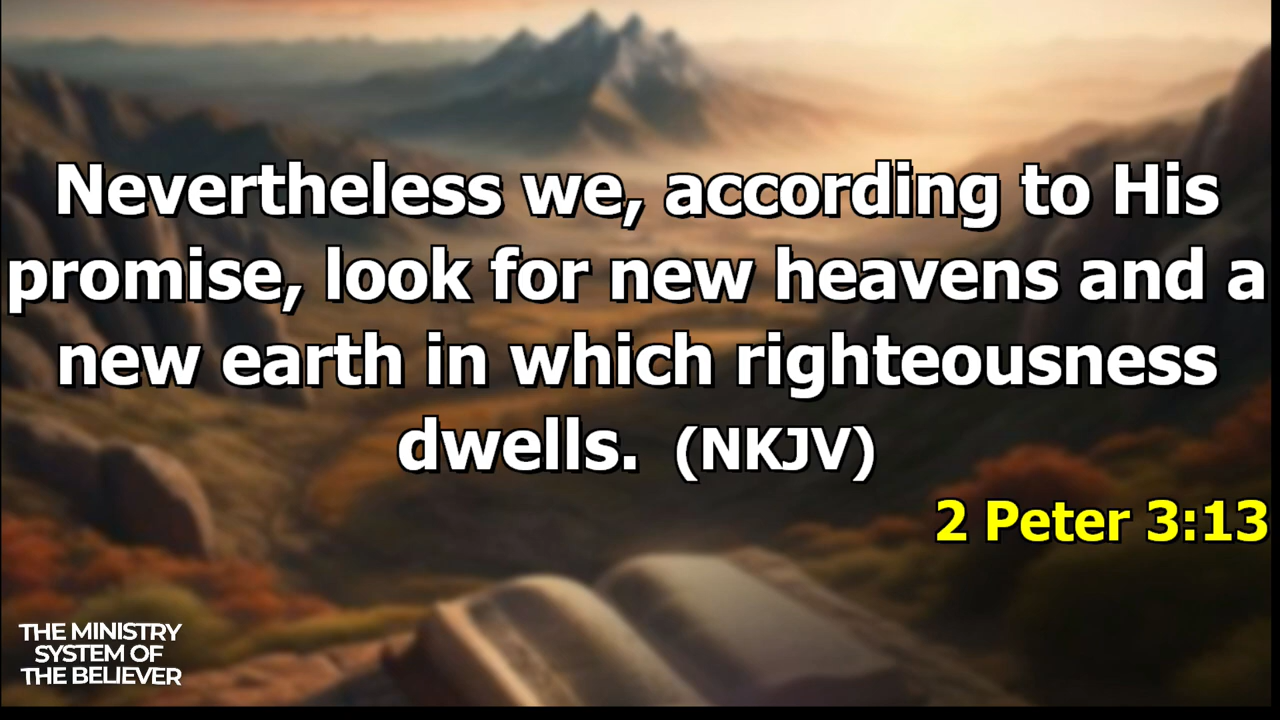 Nevertheless we, according to His
promise, look for new heavens and a
new earth in which righteousness
dwells. (NKJV)
2 Peter 3:13
THE MINISTRY
SYSTEM OF
THE BELIEVER